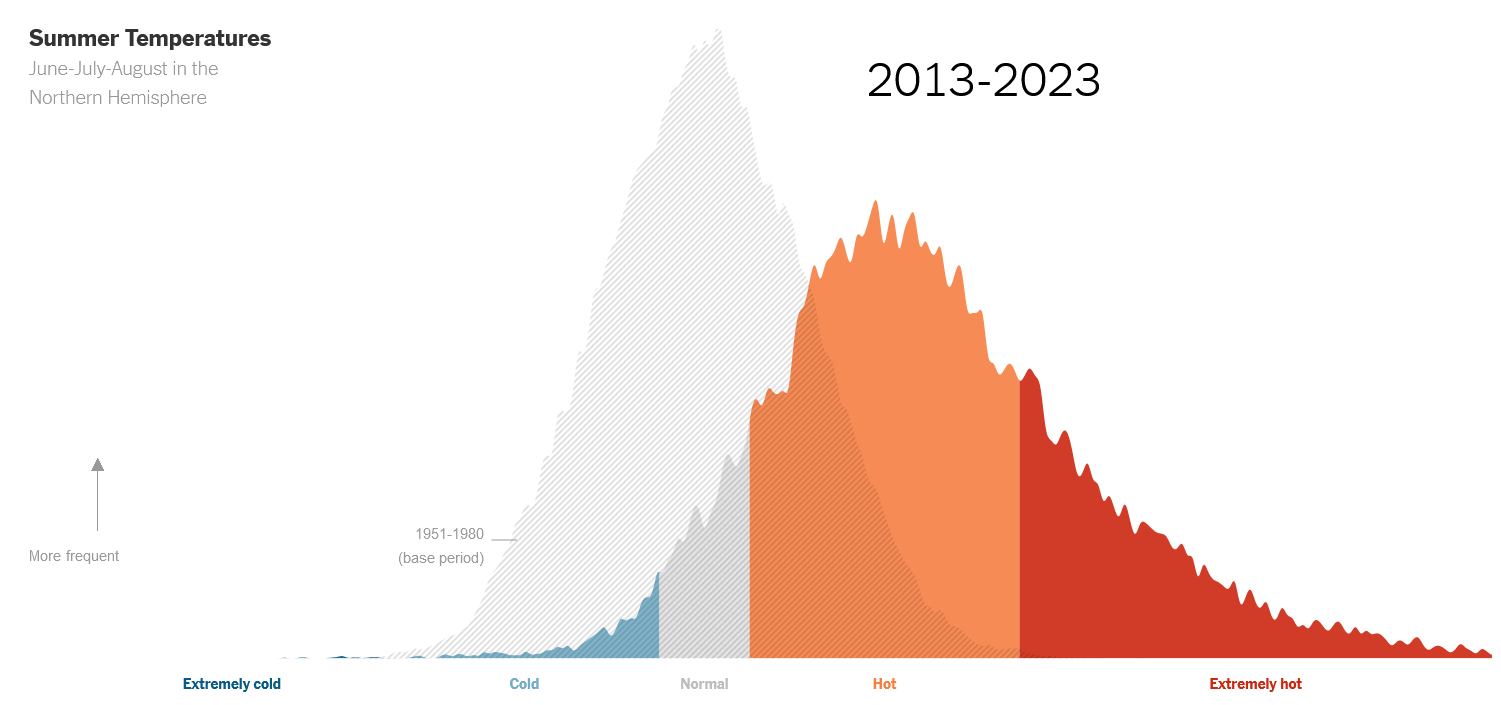 Summer Temperatures
June-July-August in the
Northern Hemisphere
2013-2023
1951-1980
(base period)
More frequent
Extremely cold
Cold
Normal
Hot
Extremely hot